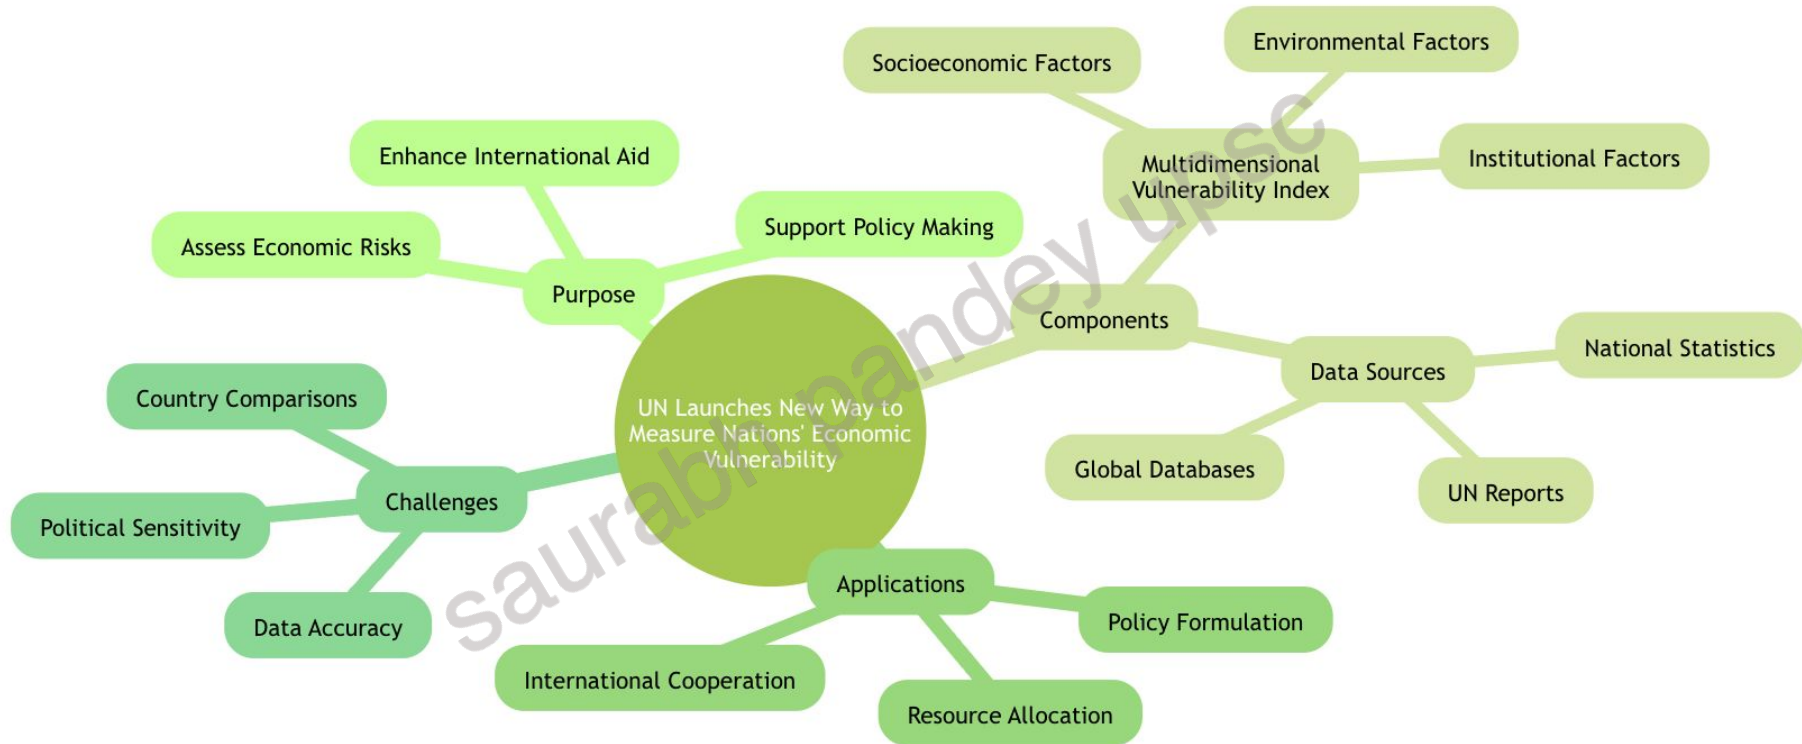 Environmental Factors
Socioeconomic Factors
Enhance International Aid
Institutional Factors
Multidimensional
Vulnerability Index
Support Policy Making
Assess Economic Risks
Purpose
Components
National Statistics
Data Sources
Country Comparisons
UN Launches New Way to
Measure Nations' Economic
Vulnerability
Global Databases
UN Reports
Challenges
Political Sensitivity
Applications
Policy Formulation
Data Accuracy
International Cooperation
Resource Allocation
saurabh pandey upsc